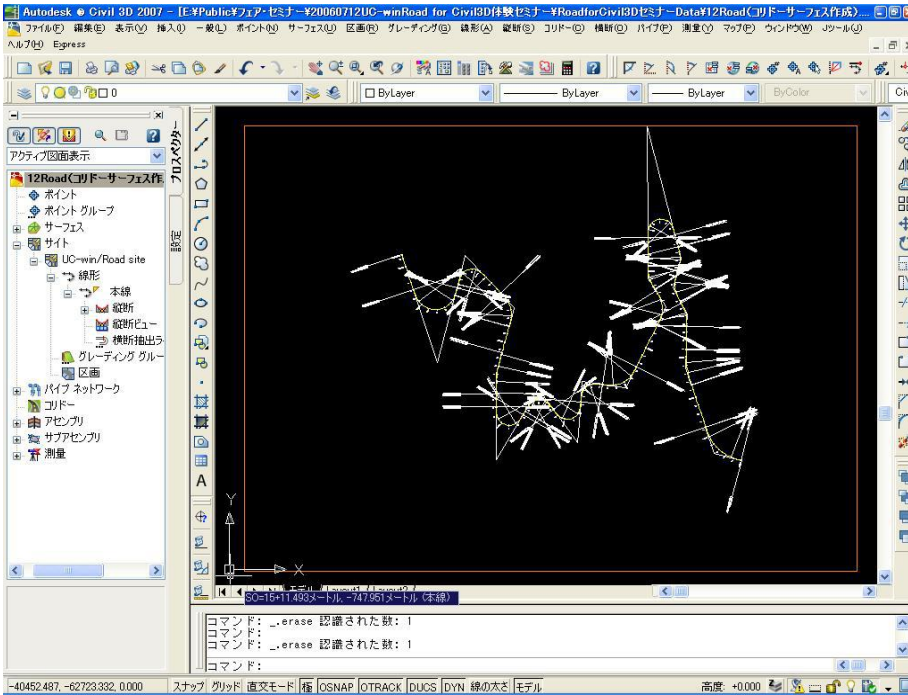 Autodesk ® Civil 3D 2007 - [E:¥Public¥フェア・セミナー¥20060712UC-winRoad for Civil3D体験セミナー¥RoadforCivil3DセミナーData¥12Road(コリドーサーフェス作成)....
ファイル(F) 編集(E) 表示(V) 挿入(I) 一般(L) ポイント(N) サーフェス(U) 区画(R) グレーディング(G) 線形(A) 縦断(S) コリドー(O) 横断(O) パイプ(P) 測量(Y) マップ(P) ウィンドウ(W) Jツール(J)
ヘルプ(H) Express
0 ByLayer ByLayer ByLayer ByColor Civ
アクティブ図面表示
プロスペクター
設定
12Road(コリドーサーフェス作
ポイント
ポイント グループ
サーフェス
サイト
UC-win/Road site
線形
本線
縦断
縦断ビュー
横断抽出ラ
グレーディング グルー
区画
パイプ ネットワーク
コリドー
アセンブリ
サブアセンブリ
測量
A
Y
X
モデル Layout1 Layout2
SO=15+11.493メートル, -747.951メートル (本線)
コマンド: _.erase 認識された数: 1
コマンド:
コマンド: _.erase 認識された数: 1
コマンド:
-40452.487, -62723.332, 0.000 スナップ グリッド 直交モード 極 OSNAP OTRACK DUCS DYN 線の太さ モデル 高度: +0.000